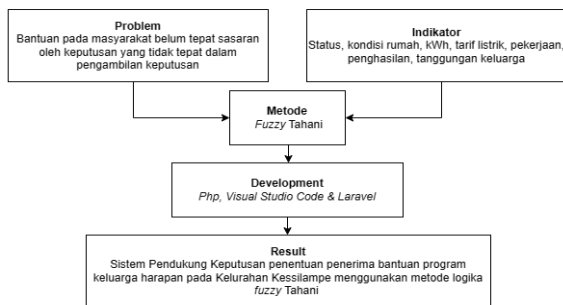 Problem
Bantuan pada masyarakat belum tepat sasaran
oleh keputusan yang tidak tepat dalam
pengambilan keputusan
Indikator
Status, kondisi rumah, kWh, tarif listrik, pekerjaan,
penghasilan, tanggungan keluarga
Metode
Fuzzy Tahani
Development
Php, Visual Studio Code & Laravel
Result
Sistem Pendukung Keputusan penentuan penerima bantuan program
keluarga harapan pada Kelurahan Kessilampe menggunakan metode logika
fuzzy Tahani